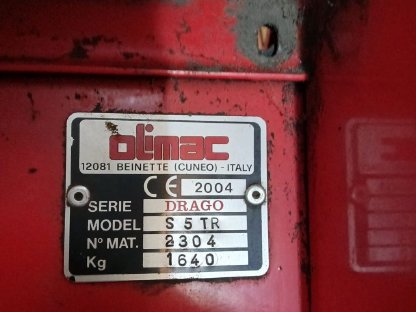 olimac
12081 BEINETTE (CUNEO) - ITALY
CE 2004
SERIE DRAGO
MODEL S 5 TR
N° MAT. 2304
Kg 1640